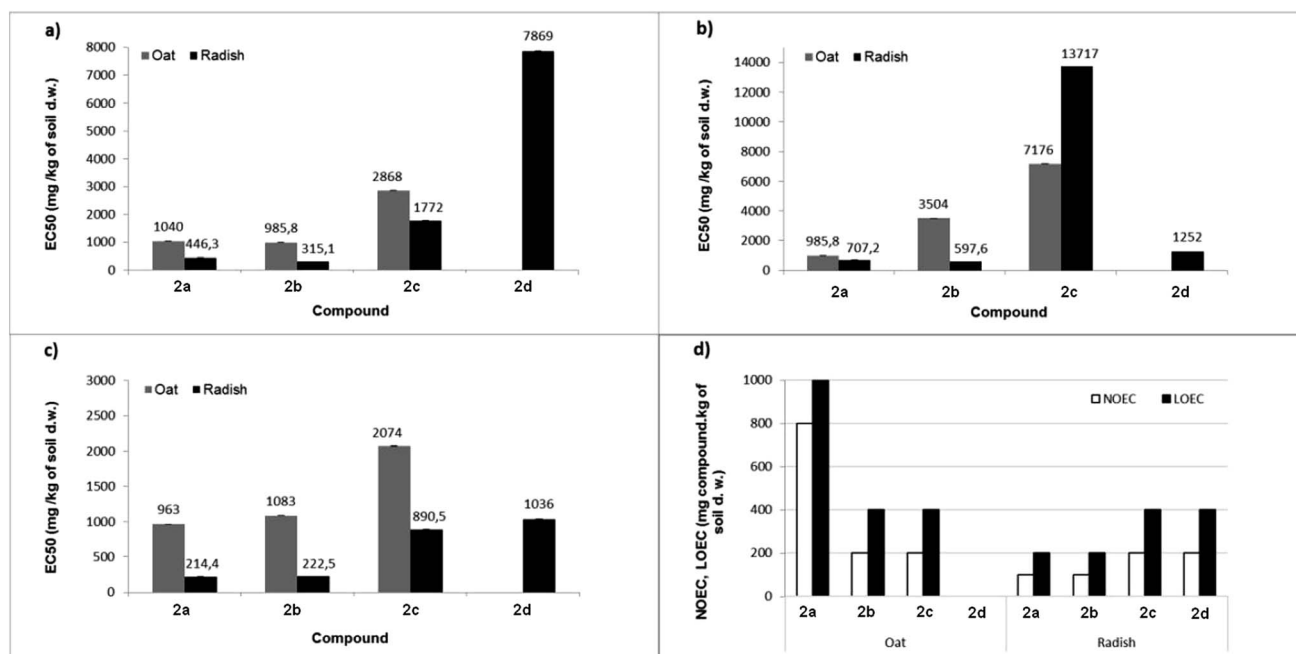 a)
EC50 (mg /kg of soil d.w.)
8000
7000
6000
5000
4000
3000
2000
1000
0
Oat Radish
1040
446,3
985,8
315,1
2868
1772
7869
2a 2b 2c 2d
Compound
b)
EC50 (mg /kg of soil d.w.)
14000
12000
10000
8000
6000
4000
2000
0
Oat Radish
985,8
707,2
3504
597,6
7176
13717
1252
2a 2b 2c 2d
Compound
c)
EC50 (mg /kg of soil d.w.)
3000
2500
2000
1500
1000
500
0
Oat Radish
963
214,4
1083
222,5
2074
890,5
1036
2a 2b 2c 2d
Compound
d)
NOEC, LOEC (mg compound.kg of
soil d. w.)
1000
800
600
400
200
0
NOEC LOEC
2a 2b 2c 2d 2a 2b 2c 2d
Oat Radish